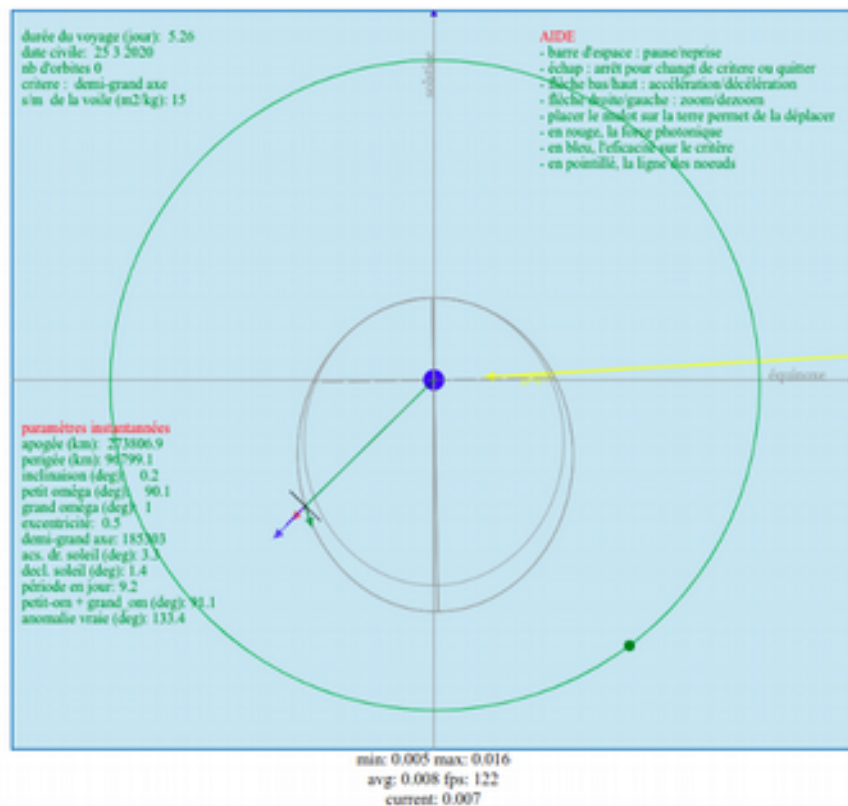 durée du voyage (jour): 5.26
date civile: 25 3 2020
nb d'orbites 0
critere : demi-grand axe
s/m de la voile (m2/kg): 15
AIDE
- barre d'espace : pause/reprise
- échap : arrêt pour changt de critere ou quitter
- flèche bas/haut : accélération/décélération
- flèche droite/gauche : zoom/dezoom
- placer le mulot sur la terre permet de la déplacer
- en rouge, la force photonique
- en bleu, l'eficacité sur le critère
- en pointillé, la ligne des noeuds
solstice
équinoxe
paramètres instantannées
apogée (km): 273806.9
perigée (km): 96799.1
inclinaison (deg): 0.2
petit oméga (deg): 90.1
grand oméga (deg): 1
excentricité: 0.5
demi-grand axe: 185303
acs. dr. soleil (deg): 3.3
decl. soleil (deg): 1.4
période en jour: 9.2
petit-om + grand_om (deg): 91.1
anomalie vraie (deg): 133.4
min: 0.005 max: 0.016
avg: 0.008 fps: 122
current: 0.007